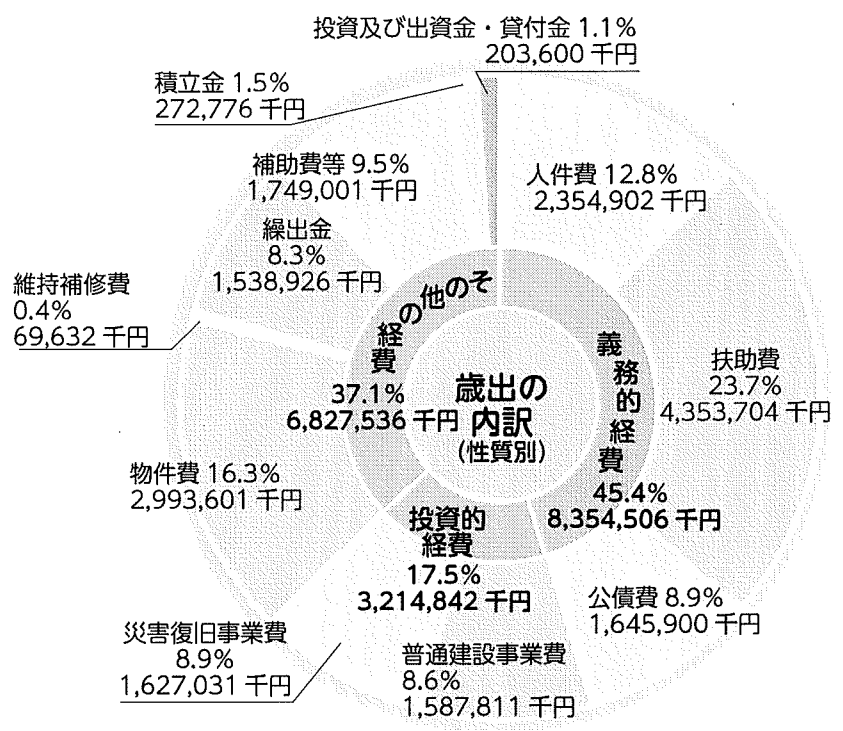 投資及び出資金・貸付金 1.1%
203,600 千円
積立金 1.5%
272,776 千円
補助費等 9.5%
1,749,001 千円
人件費 12.8%
2,354,902 千円
繰出金
8.3%
1,538,926 千円
維持補修費
0.4%
69,632 千円
その他の経費
37.1%
6,827,536 千円
歳出の
内訳
(性質別)
義務的経費
45.4%
8,354,506 千円
扶助費
23.7%
4,353,704 千円
物件費 16.3%
2,993,601 千円
投資的
経費
17.5%
3,214,842 千円
公債費 8.9%
1,645,900 千円
災害復旧事業費
8.9%
1,627,031 千円
普通建設事業費
8.6%
1,587,811 千円